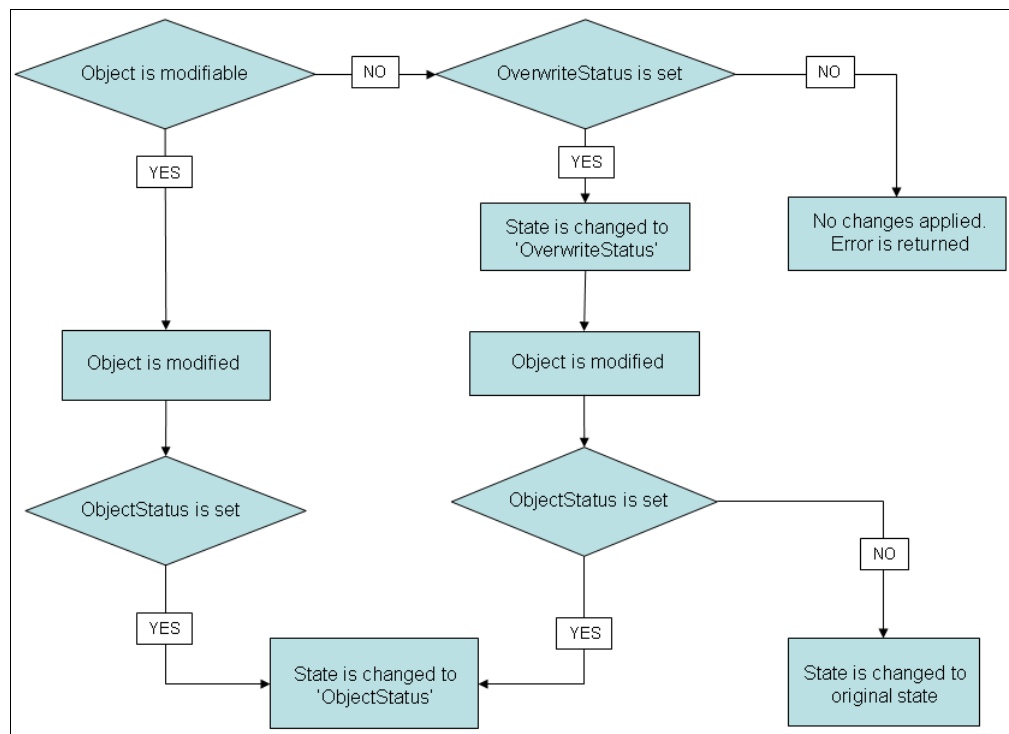 Object is modifiable
NO
OverwriteStatus is set
NO
YES
YES
State is changed to
'OverwriteStatus'
No changes applied.
Error is returned
Object is modified
Object is modified
ObjectStatus is set
ObjectStatus is set
NO
YES
YES
State is changed to
'ObjectStatus'
State is changed to
original state